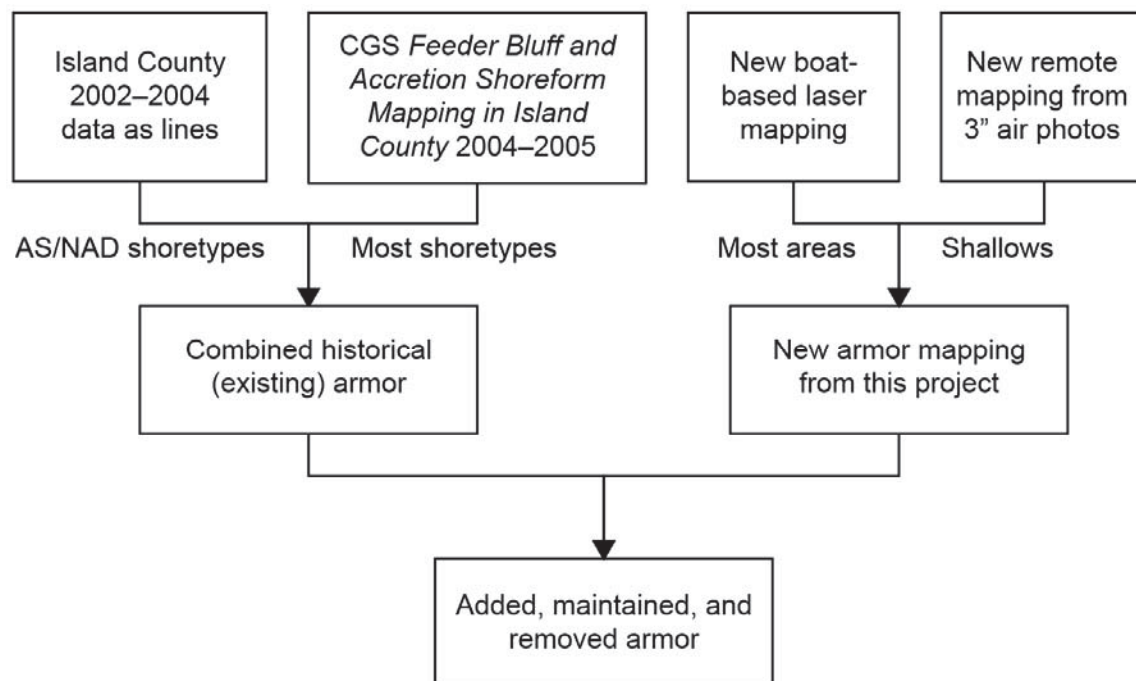 Island County
2002–2004
data as lines
CGS Feeder Bluff and
Accretion Shoreform
Mapping in Island
County 2004–2005
New boat-
based laser
mapping
New remote
mapping from
3” air photos
AS/NAD shoretypes
Most shoretypes
Most areas
Shallows
Combined historical
(existing) armor
New armor mapping
from this project
Added, maintained, and
removed armor